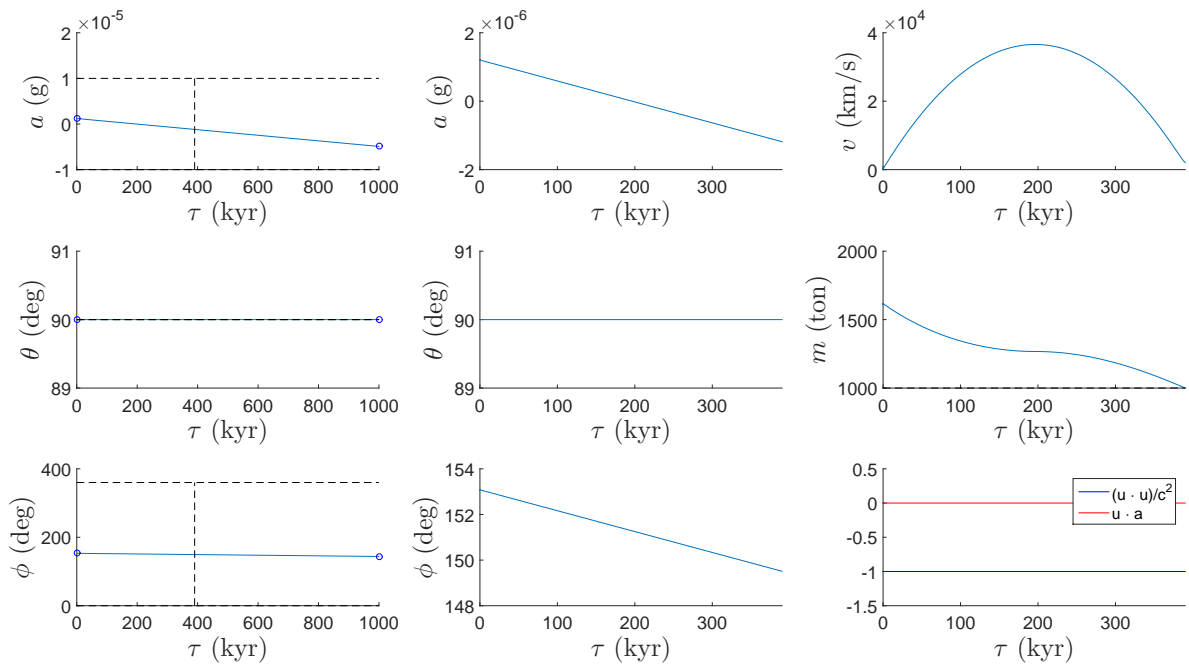 ×10⁻⁵
2
1
0
-1
a (g)
0 200 400 600 800 1000
τ (kyr)
×10⁻⁶
2
0
-2
a (g)
0 100 200 300
τ (kyr)
×10⁴
4
2
0
v (km/s)
0 100 200 300
τ (kyr)
91
90
89
θ (deg)
0 200 400 600 800 1000
τ (kyr)
91
90
89
θ (deg)
0 100 200 300
τ (kyr)
2000
1500
1000
m (ton)
0 100 200 300
τ (kyr)
400
200
0
ϕ (deg)
0 200 400 600 800 1000
τ (kyr)
154
152
150
148
ϕ (deg)
0 100 200 300
τ (kyr)
0.5
0
-0.5
-1
-1.5
(u · u)/c²
u · a
0 100 200 300
τ (kyr)